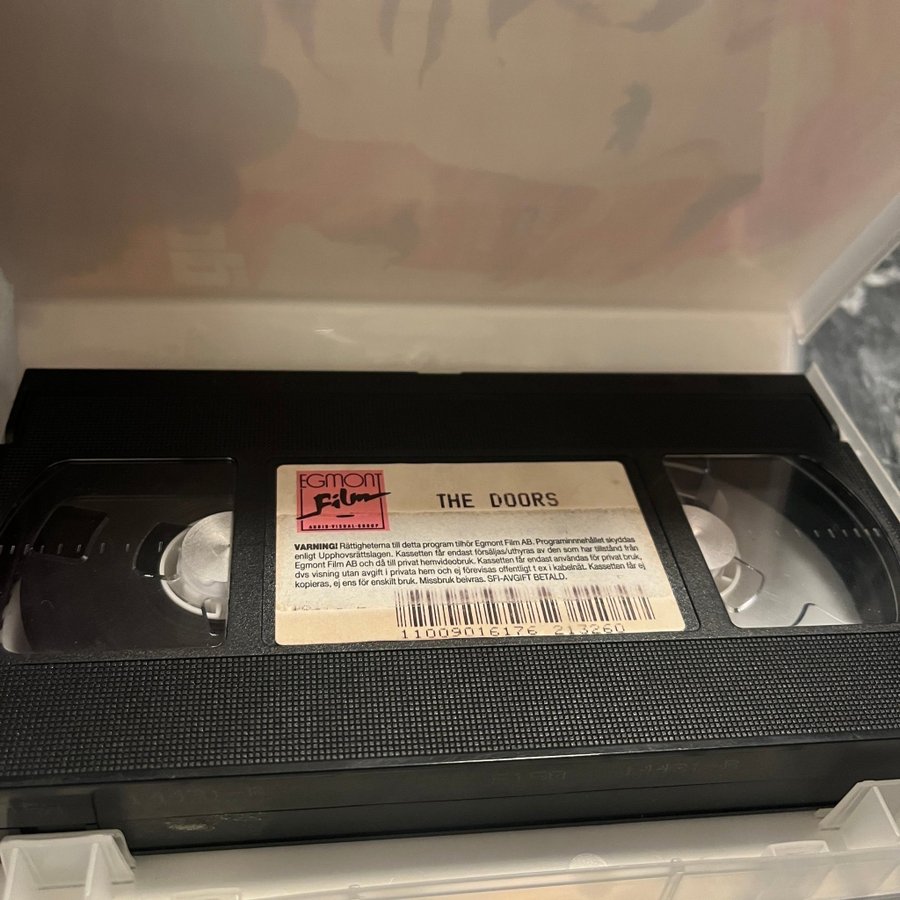 EGMONT
Film
AUDIO-VISUAL-GROUP
THE DOORS
VARNING! Rättigheterna till detta program tillhör Egmont Film AB. Programinnehållet skyddas
enligt Upphovsrättslagen. Kassetten får endast försäljas/uthyras av den som har tillstånd från
Egmont Film AB och då till privat hemvideobruk. Kassetten får endast användas för privat bruk,
dvs visning utan avgift i privata hem och ej förevisas offentligt t ex i kabelnät. Kassetten får ej
kopieras, ej ens för enskilt bruk. Missbruk beivras. SFI-AVGIFT BETALD.
11009016176 213260